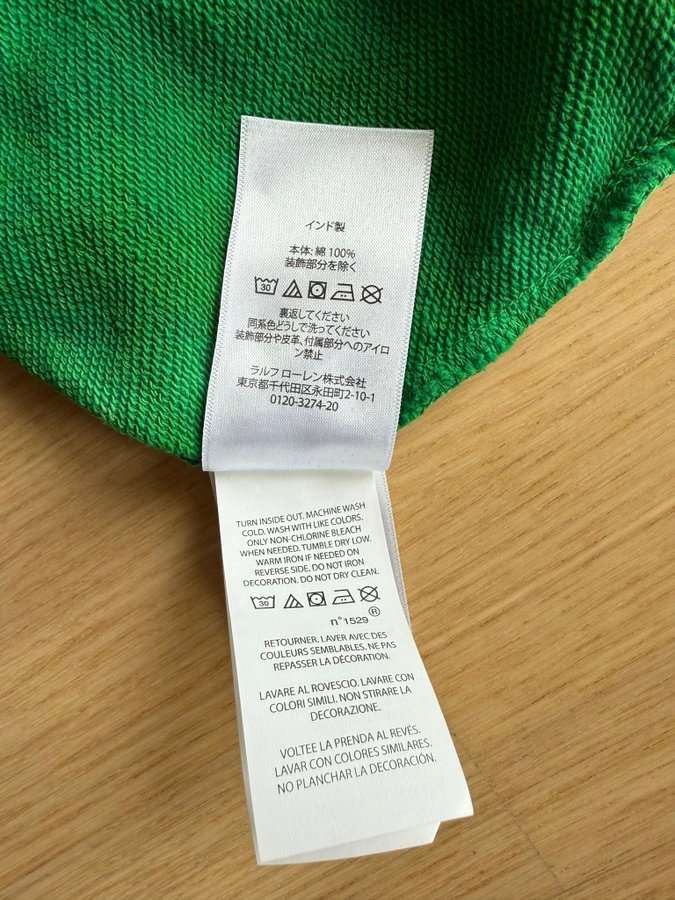 インド製
本体: 綿 100%
装飾部分を除く
30
裏返してください
同系色どうしで洗ってください
装飾部分や皮革、付属部分へのアイロ
ン禁止
ラルフ ローレン株式会社
東京都千代田区永田町2-10-1
0120-3274-20
TURN INSIDE OUT. MACHINE WASH
COLD. WASH WITH LIKE COLORS.
ONLY NON-CHLORINE BLEACH
WHEN NEEDED. TUMBLE DRY LOW.
WARM IRON IF NEEDED ON
REVERSE SIDE. DO NOT IRON
DECORATION. DO NOT DRY CLEAN.
30
®
n°1529
RETOURNER. LAVER AVEC DES
COULEURS SEMBLABLES. NE PAS
REPASSER LA DÉCORATION.
LAVARE AL ROVESCIO. LAVARE CON
COLORI SIMILI. NON STIRARE LA
DECORAZIONE.
VOLTEE LA PRENDA AL REVÉS.
LAVAR CON COLORES SIMILARES.
NO PLANCHAR LA DECORACIÓN.